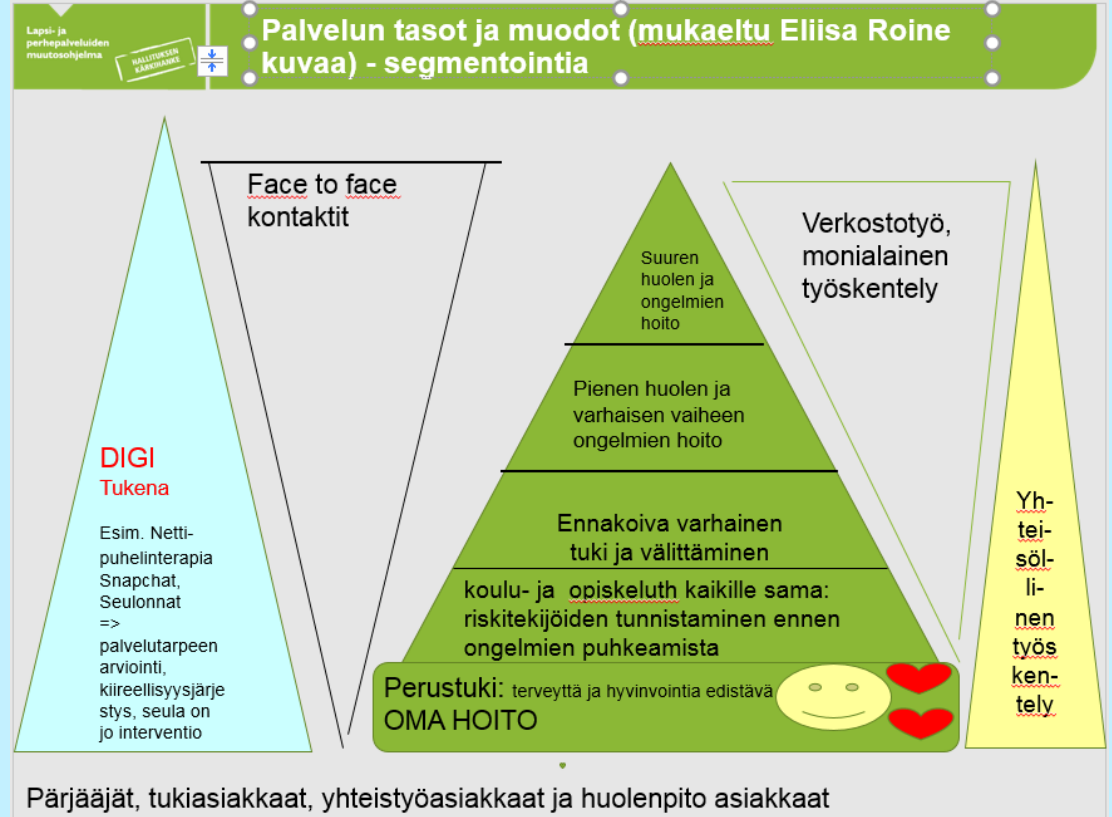 Lapsi- ja
perhepalveluiden
muutosohjelma
HALLITUKSEN
KÄRKIHANKE
Palvelun tasot ja muodot (mukaeltu Eliisa Roine
kuvaa) - segmentointia
Face to face
kontaktit
Verkostotyö,
monialainen
työskentely
Suuren
huolen ja
ongelmien
hoito
Pienen huolen ja
varhaisen vaiheen
ongelmien hoito
DIGI
Tukena
Esim. Netti-
puhelinterapia
Snapchat,
Seulonnat
=>
palvelutarpeen
arviointi,
kiireellisyysjärje
stys, seula on
jo interventio
Ennakoiva varhainen
tuki ja välittäminen
koulu- ja  opiskeluth kaikille sama:
riskitekijöiden tunnistaminen ennen
ongelmien puhkeamista
Perustuki: terveyttä ja hyvinvointia edistävä
OMA HOITO
Yh-
tei-
söl-
li-
nen
työs
ken-
tely
Pärjääjät, tukiasiakkaat, yhteistyöasiakkaat ja huolenpito asiakkaat